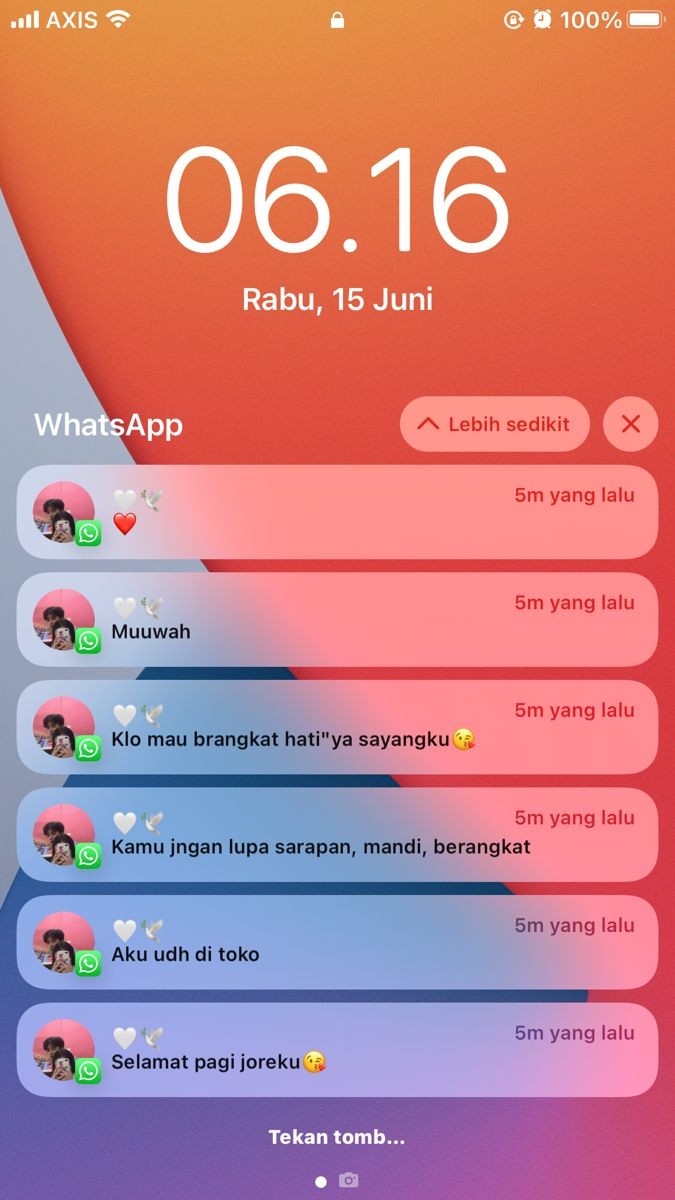 AXIS 100%
06.16
Rabu, 15 Juni
WhatsApp Lebih sedikit
🤍🕊️ 5m yang lalu
❤️
🤍🕊️ 5m yang lalu
Muuwah
🤍🕊️ 5m yang lalu
Klo mau brangkat hati"ya sayangku😘
🤍🕊️ 5m yang lalu
Kamu jngan lupa sarapan, mandi, berangkat
🤍🕊️ 5m yang lalu
Aku udh di toko
🤍🕊️ 5m yang lalu
Selamat pagi joreku😘
Tekan tomb...